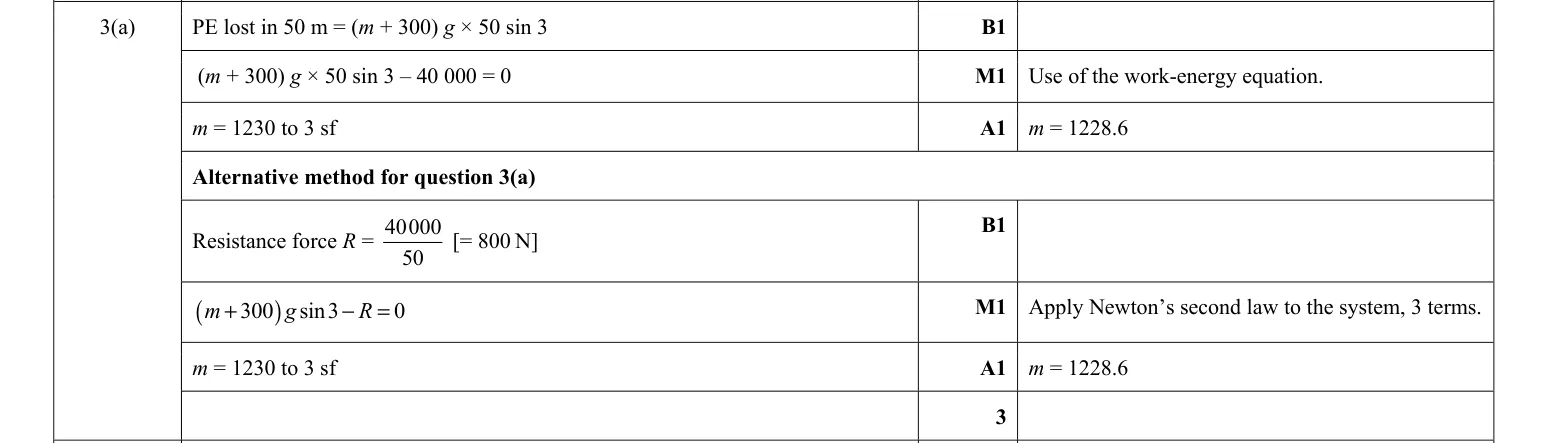 3(a) PE lost in 50 m = (m + 300) g × 50 sin 3 B1
(m + 300) g × 50 sin 3 – 40 000 = 0 M1 Use of the work-energy equation.
m = 1230 to 3 sf A1 m = 1228.6
Alternative method for question 3(a)
Resistance force R = 40000/50 [= 800 N] B1
(m + 300) g sin 3 − R = 0 M1 Apply Newton’s second law to the system, 3 terms.
m = 1230 to 3 sf A1 m = 1228.6
3